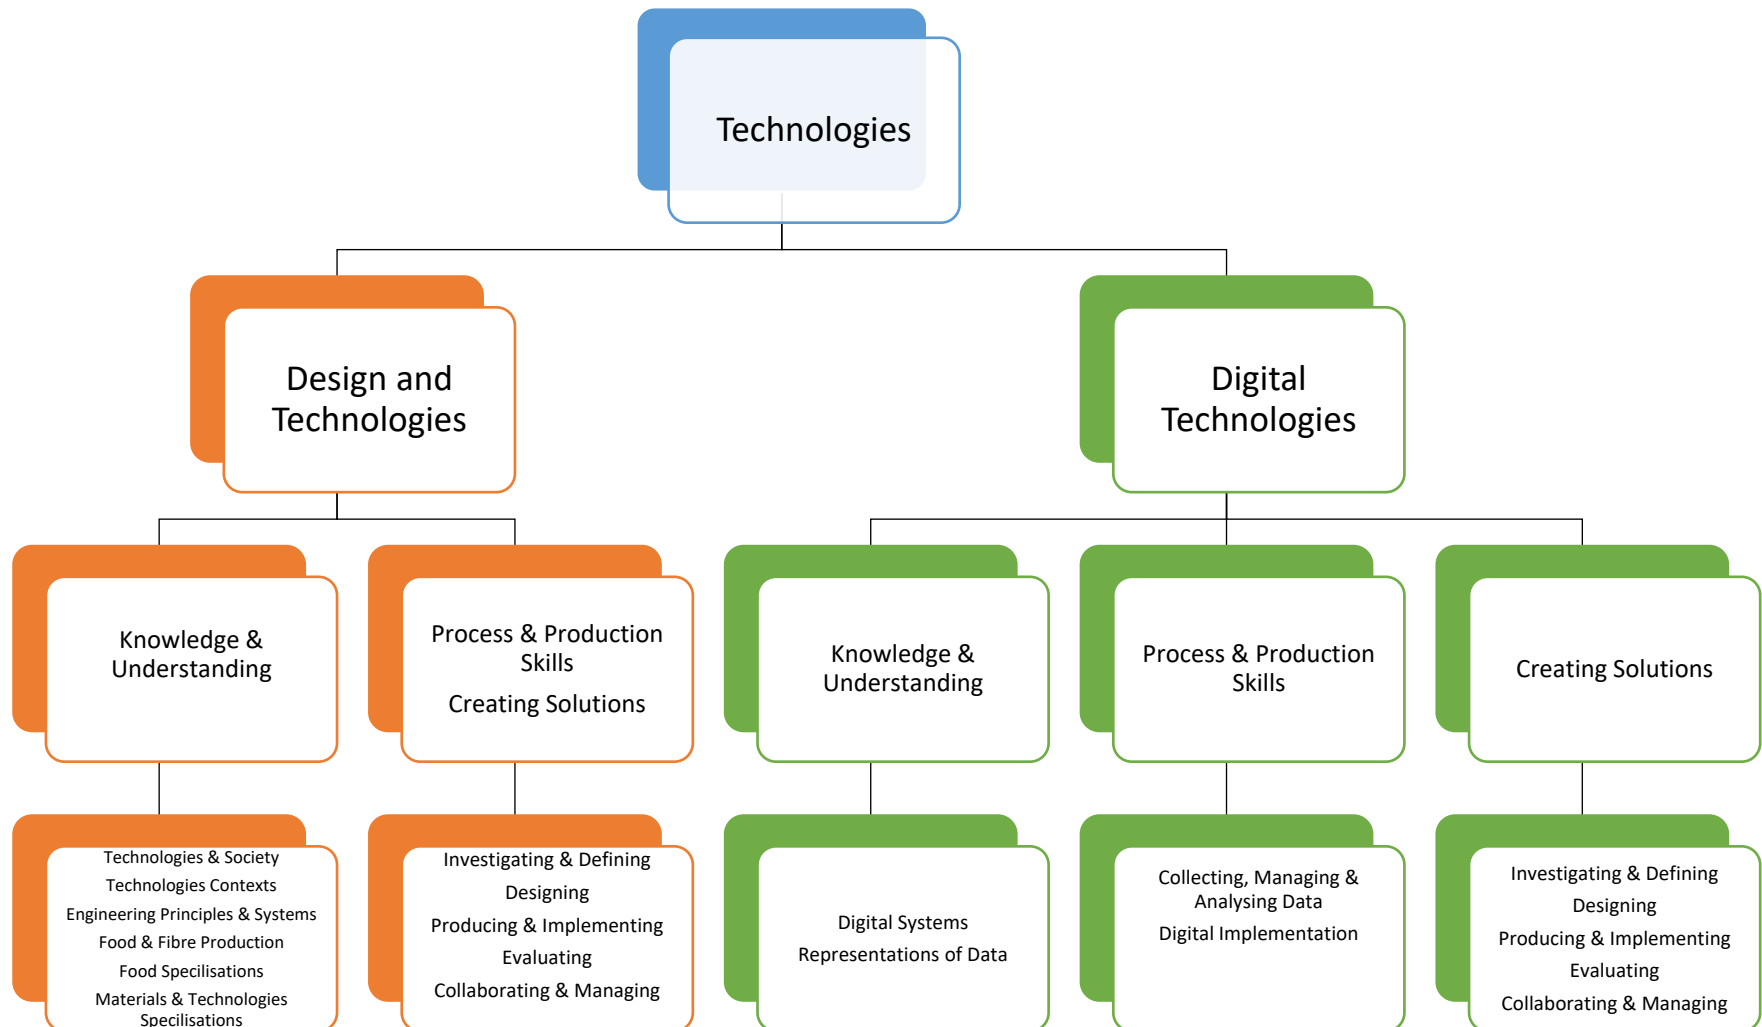 Technologies
Design and
Technologies
Digital
Technologies
Knowledge &
Understanding
Process & Production
Skills
Creating Solutions
Knowledge &
Understanding
Process & Production
Skills
Creating Solutions
Technologies & Society
Technologies Contexts
Engineering Principles & Systems
Food & Fibre Production
Food Specilisations
Materials & Technologies
Specilisations
Investigating & Defining
Designing
Producing & Implementing
Evaluating
Collaborating & Managing
Digital Systems
Representations of Data
Collecting, Managing &
Analysing Data
Digital Implementation
Investigating & Defining
Designing
Producing & Implementing
Evaluating
Collaborating & Managing